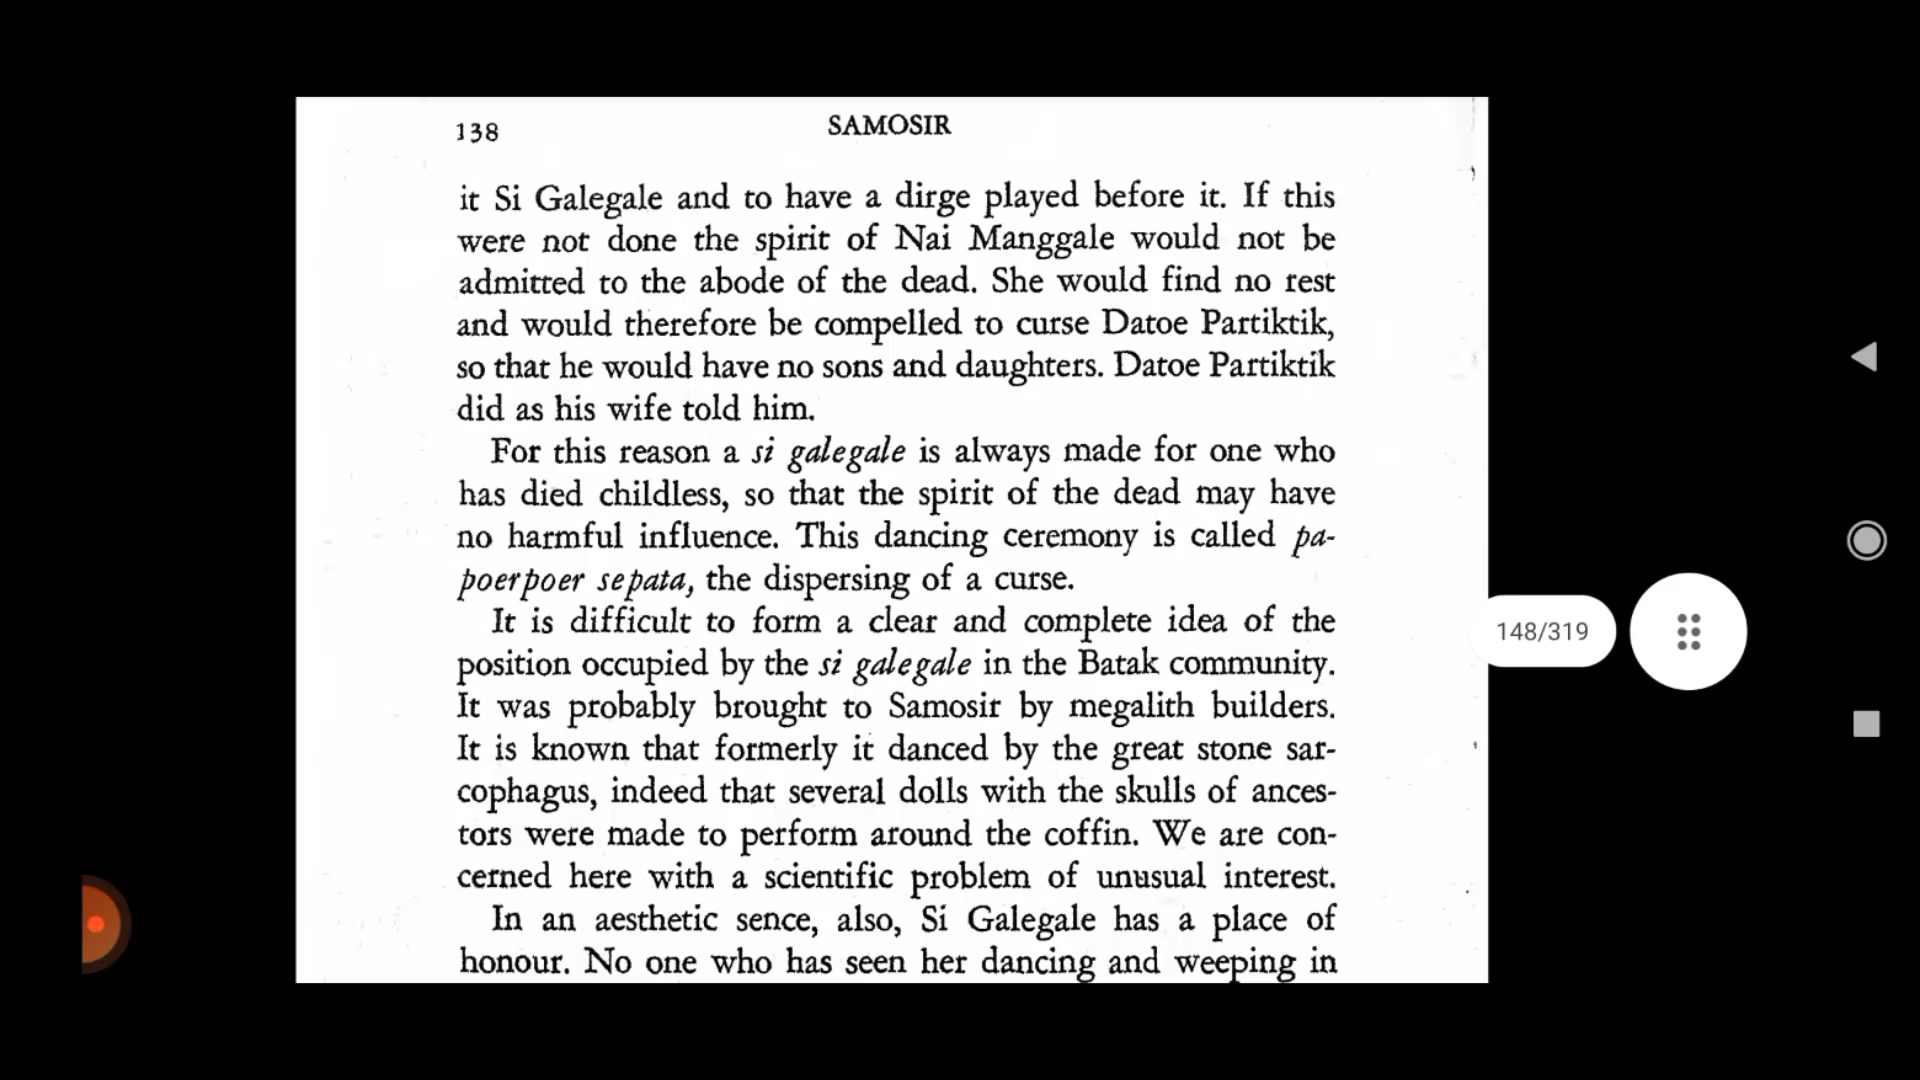 138
SAMOSIR
it Si Galegale and to have a dirge played before it. If this
were not done the spirit of Nai Manggale would not be
admitted to the abode of the dead. She would find no rest
and would therefore be compelled to curse Datoe Partiktik,
so that he would have no sons and daughters. Datoe Partiktik
did as his wife told him.
For this reason a si galegale is always made for one who
has died childless, so that the spirit of the dead may have
no harmful influence. This dancing ceremony is called pa-
poerpoer sepata, the dispersing of a curse.
It is difficult to form a clear and complete idea of the
position occupied by the si galegale in the Batak community.
It was probably brought to Samosir by megalith builders.
It is known that formerly it danced by the great stone sar-
cophagus, indeed that several dolls with the skulls of ances-
tors were made to perform around the coffin. We are con-
cerned here with a scientific problem of unusual interest.
In an aesthetic sence, also, Si Galegale has a place of
honour. No one who has seen her dancing and weeping in
148/319